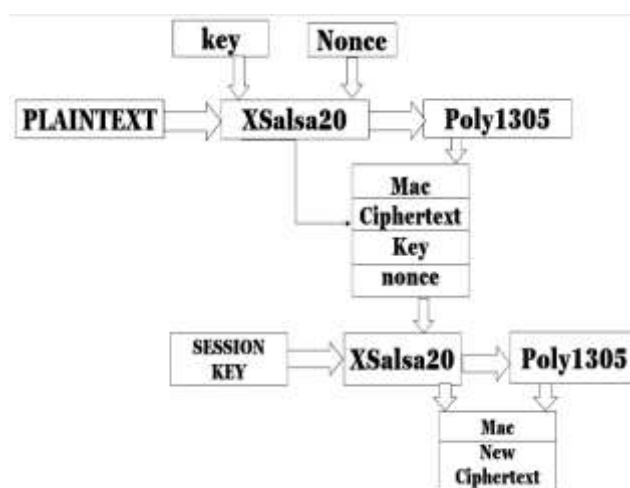 key
Nonce
PLAINTEXT
XSalsa20
Poly1305
Mac
Ciphertext
Key
nonce
SESSION
KEY
XSalsa20
Poly1305
Mac
New
Ciphertext